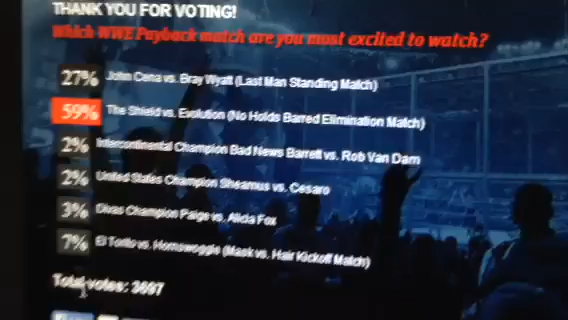 THANK YOU FOR VOTING!
Which WWE Payback match are you most excited to watch?
27% John Cena vs. Bray Wyatt (Last Man Standing Match)
59% The Shield vs. Evolution (No Holds Barred Elimination Match)
2% Intercontinental Champion Bad News Barrett vs. Rob Van Dam
2% United States Champion Sheamus vs. Cesaro
3% Divas Champion Paige vs. Alicia Fox
7% El Torito vs. Hornswoggle (Mask vs. Hair Kickoff Match)
Total votes: 3697